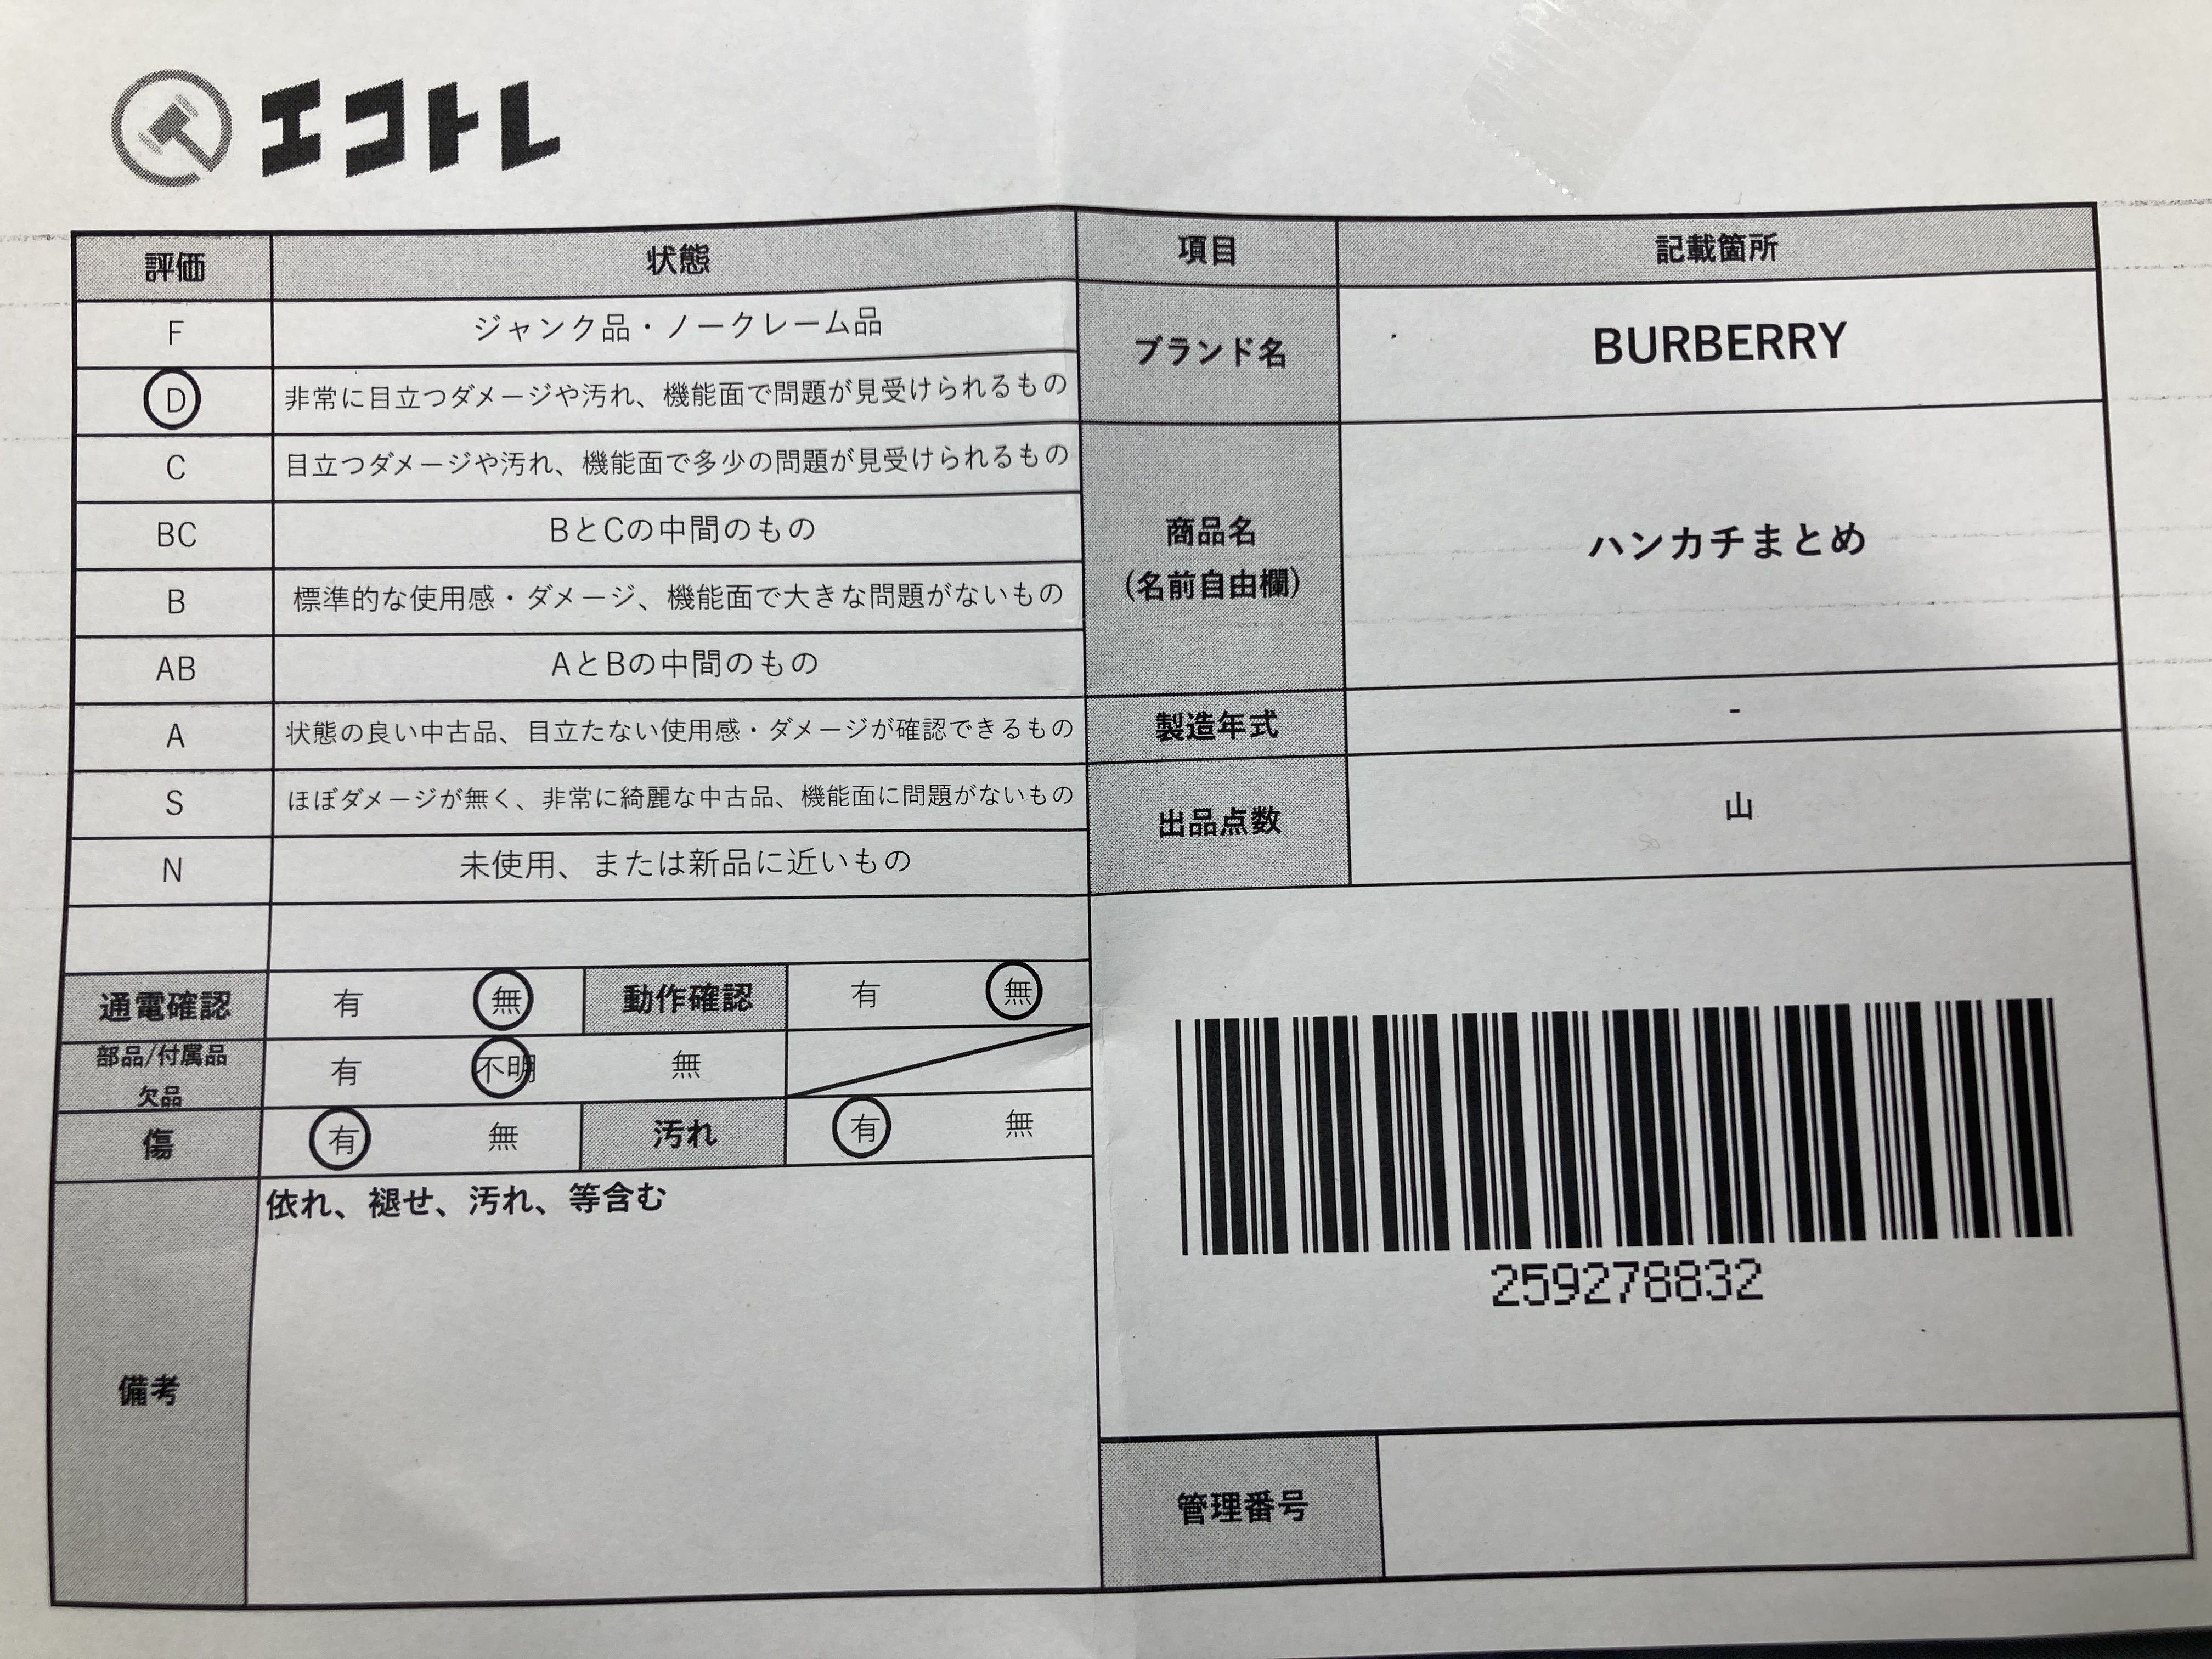 エコトレ
評価 状態 項目 記載箇所
F ジャンク品・ノークレーム品
D 非常に目立つダメージや汚れ、機能面で問題が見受けられるもの
ブランド名 BURBERRY
C 目立つダメージや汚れ、機能面で多少の問題が見受けられるもの
BC BとCの中間のもの
B 標準的な使用感・ダメージ、機能面で大きな問題がないもの
商品名
(名前自由欄)
ハンカチまとめ
AB AとBの中間のもの
A 状態の良い中古品、目立たない使用感・ダメージが確認できるもの
製造年式 -
S ほぼダメージが無く、非常に綺麗な中古品、機能面に問題がないもの
出品点数 山
N 未使用、または新品に近いもの
通電確認 有 無 動作確認 有 無
部品/付属品
欠品
有 不明 無
傷 有 無 汚れ 有 無
備考
依れ、褪せ、汚れ、等含む
259278832
管理番号